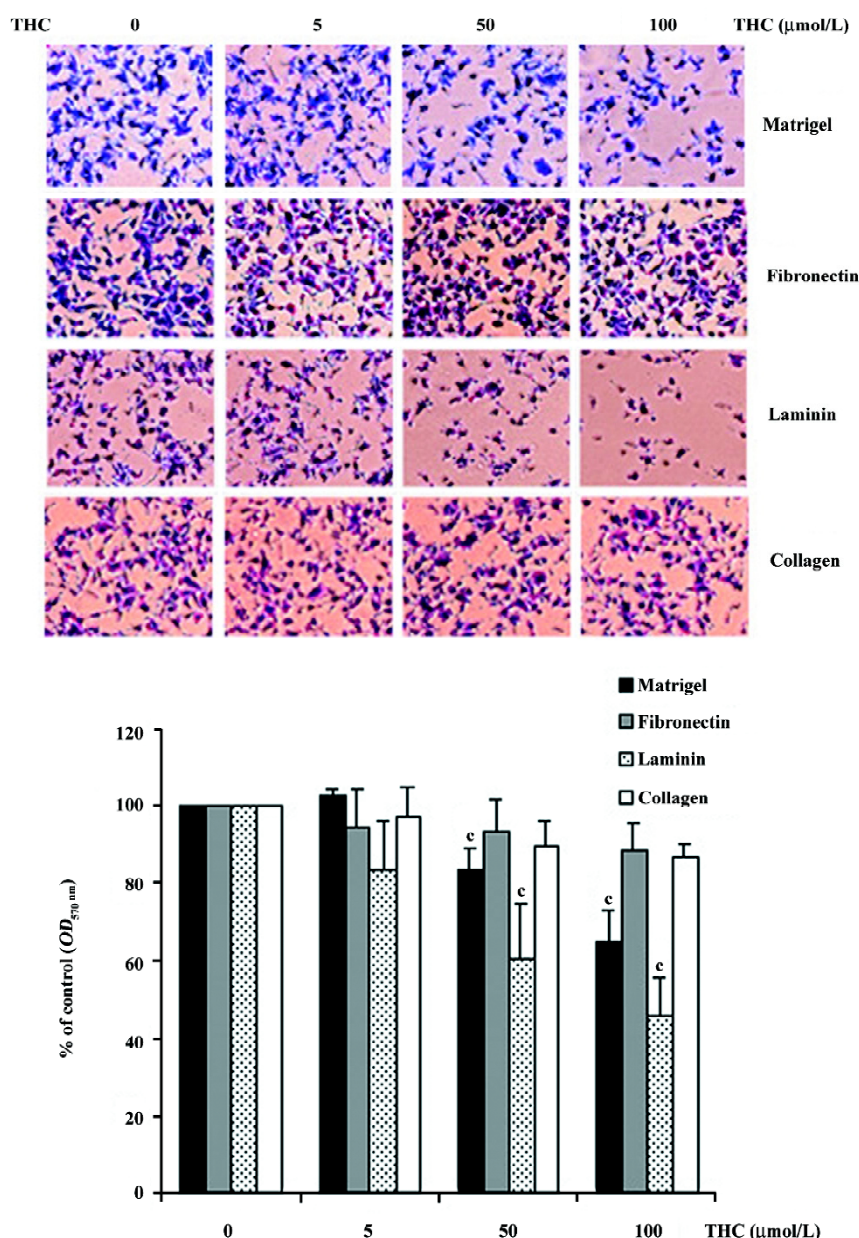 THC 0 5 50 100 THC (μmol/L)
Matrigel
Fibronectin
Laminin
Collagen
Matrigel
Fibronectin
Laminin
Collagen
% of control (OD570 nm)
120
100
80
60
40
20
0
c
c
c
c
0 5 50 100 THC (μmol/L)